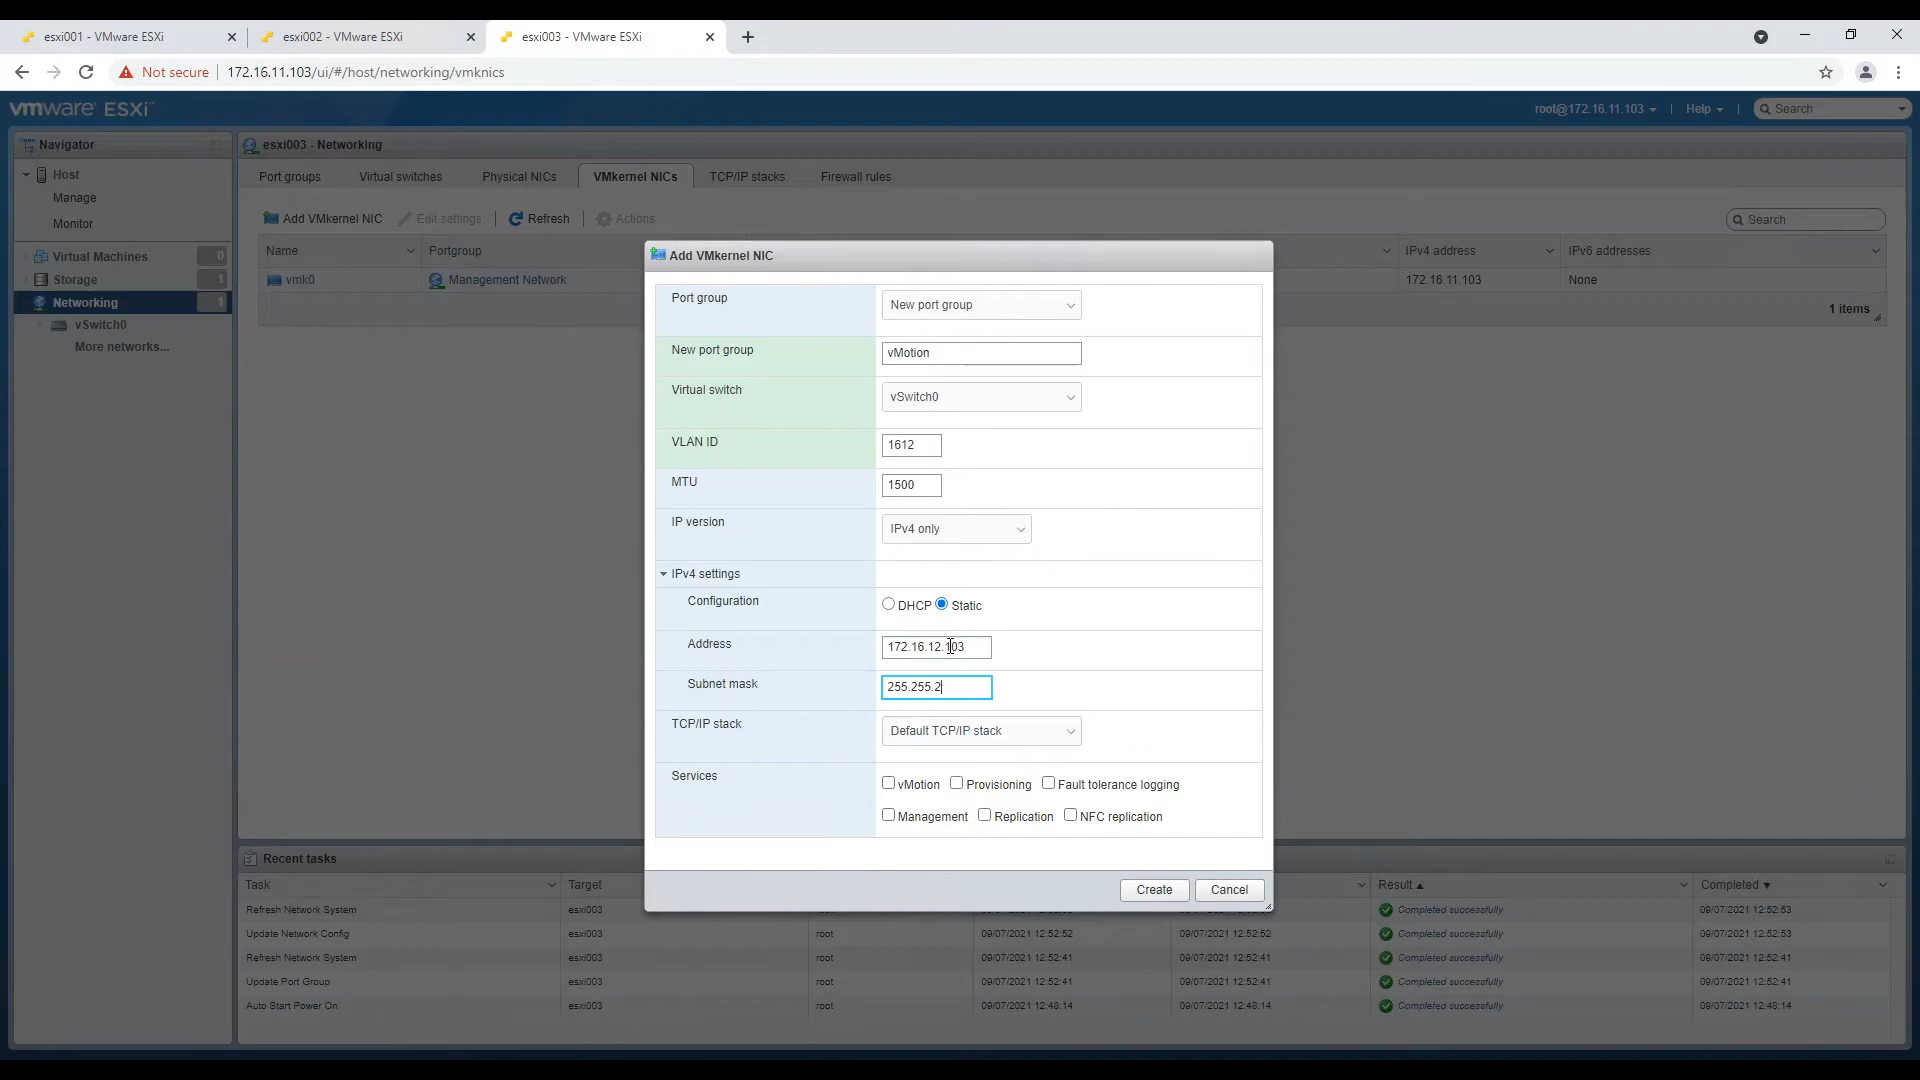 esxi001 - VMware ESXi
esxi002 - VMware ESXi
esxi003 - VMware ESXi
Not secure
172.16.11.103/ui/#/host/networking/vmknics
vmware ESXi
root@172.16.11.103
Help
Search
Navigator
Host
Manage
Monitor
Virtual Machines 0
Storage 1
Networking 1
vSwitch0
More networks...
esxi003 - Networking
Port groups
Virtual switches
Physical NICs
VMkernel NICs
TCP/IP stacks
Firewall rules
Add VMkernel NIC
Edit settings
Refresh
Actions
Search
Name
Portgroup
IPv4 address
IPv6 addresses
vmk0
Management Network
172.16.11.103
None
1 items
Add VMkernel NIC
Port group
New port group
New port group
vMotion
Virtual switch
vSwitch0
VLAN ID
1612
MTU
1500
IP version
IPv4 only
IPv4 settings
Configuration
DHCP
Static
Address
172.16.12.103
Subnet mask
255.255.2
TCP/IP stack
Default TCP/IP stack
Services
vMotion
Provisioning
Fault tolerance logging
Management
Replication
NFC replication
Create
Cancel
Recent tasks
Task
Target
Result
Completed
Refresh Network System
esxi003
Completed successfully
09/07/2021 12:52:53
Update Network Config
esxi003
root
09/07/2021 12:52:52
09/07/2021 12:52:52
Completed successfully
09/07/2021 12:52:53
Refresh Network System
esxi003
root
09/07/2021 12:52:41
09/07/2021 12:52:41
Completed successfully
09/07/2021 12:52:41
Update Port Group
esxi003
root
09/07/2021 12:52:41
09/07/2021 12:52:41
Completed successfully
09/07/2021 12:52:41
Auto Start Power On
esxi003
root
09/07/2021 12:48:14
09/07/2021 12:48:14
Completed successfully
09/07/2021 12:48:14